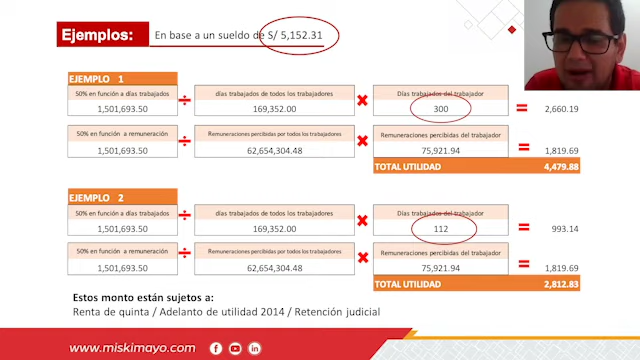 Ejemplos:
En base a un sueldo de S/ 5,152.31
EJEMPLO 1
50% en función a días trabajados
días trabajados de todos los trabajadores
Días trabajados del trabajador
1,501,693.50 ÷ 169,352.00 × 300 = 2,660.19
50% en función a remuneración
Remuneraciones percibidas por todos los trabajadores
Remuneraciones percibidas del trabajador
1,501,693.50 ÷ 62,654,304.48 × 75,921.94 = 1,819.69
TOTAL UTILIDAD 4,479.88
EJEMPLO 2
50% en función a días trabajados
días trabajados de todos los trabajadores
Días trabajados del trabajador
1,501,693.50 ÷ 169,352.00 × 112 = 993.14
50% en función a remuneración
Remuneraciones percibidas por todos los trabajadores
Remuneraciones percibidas del trabajador
1,501,693.50 ÷ 62,654,304.48 × 75,921.94 = 1,819.69
TOTAL UTILIDAD 2,812.83
Estos monto están sujetos a:
Renta de quinta / Adelanto de utilidad 2014 / Retención judicial
www.miskimayo.com